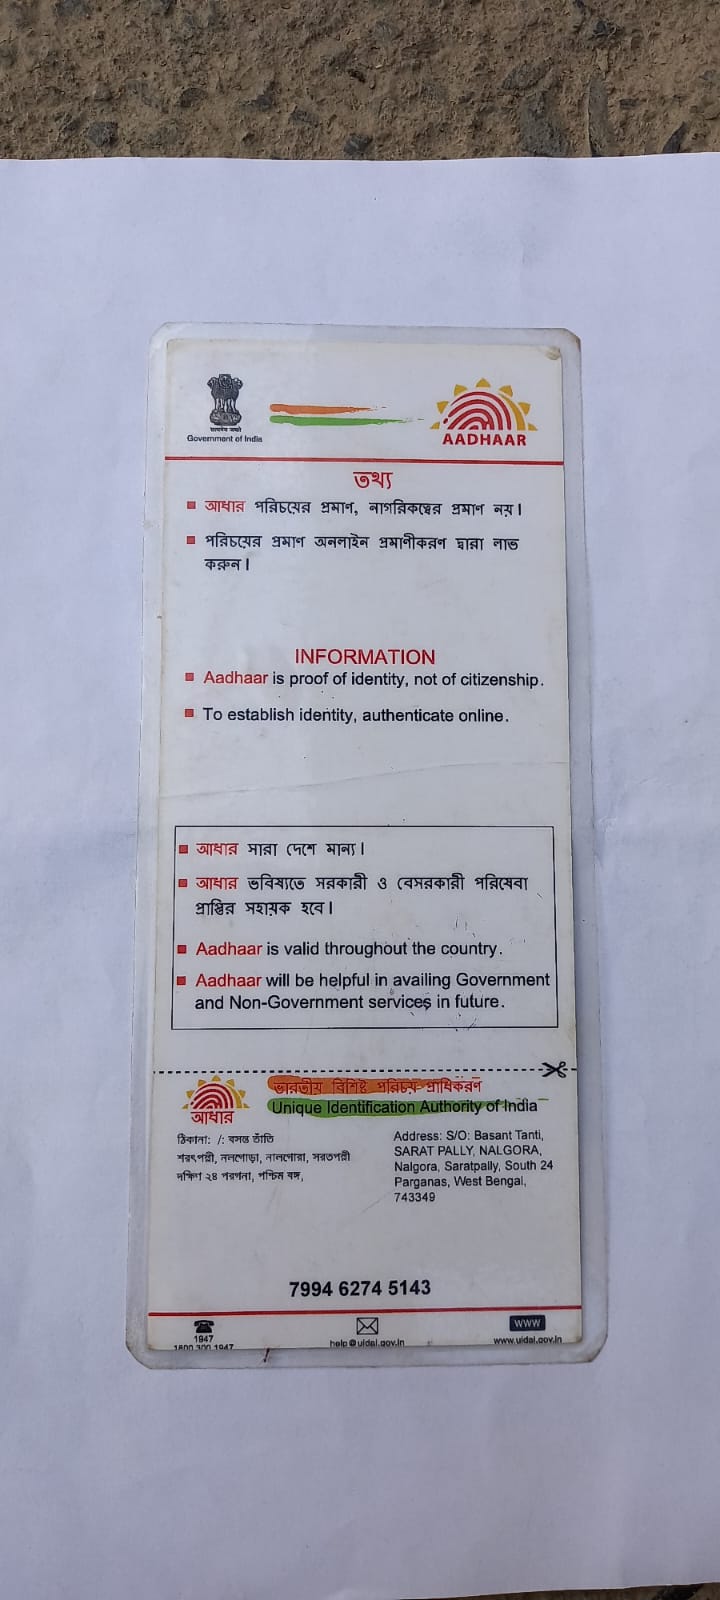 सत्यमेव जयते
Government of India
AADHAAR
তথ্য
আধার পরিচয়ের প্রমাণ, নাগরিকত্বের প্রমাণ নয়।
পরিচয়ের প্রমাণ অনলাইন প্রমাণীকরণ দ্বারা লাভ
করুন।
INFORMATION
Aadhaar is proof of identity, not of citizenship.
To establish identity, authenticate online.
আধার সারা দেশে মান্য।
আধার ভবিষ্যতে সরকারী ও বেসরকারী পরিষেবা
প্রাপ্তির সহায়ক হবে।
Aadhaar is valid throughout the country.
Aadhaar will be helpful in availing Government
and Non-Government services in future.
আধার
ভারতীয় বিশিষ্ট পরিচয় প্রাধিকরণ
Unique Identification Authority of India
ঠিকানা: /: বসন্ত তাঁতি
শরৎপল্লী, নলগোড়া, নালগোরা, সরতপল্লী
দক্ষিণ ২৪ পরগনা, পশ্চিম বঙ্গ,
Address: S/O: Basant Tanti,
SARAT PALLY, NALGORA,
Nalgora, Saratpally, South 24
Parganas, West Bengal,
743349
7994 6274 5143
1947
1800 300 1947
help@uidai.gov.in
WWW
www.uidai.gov.in